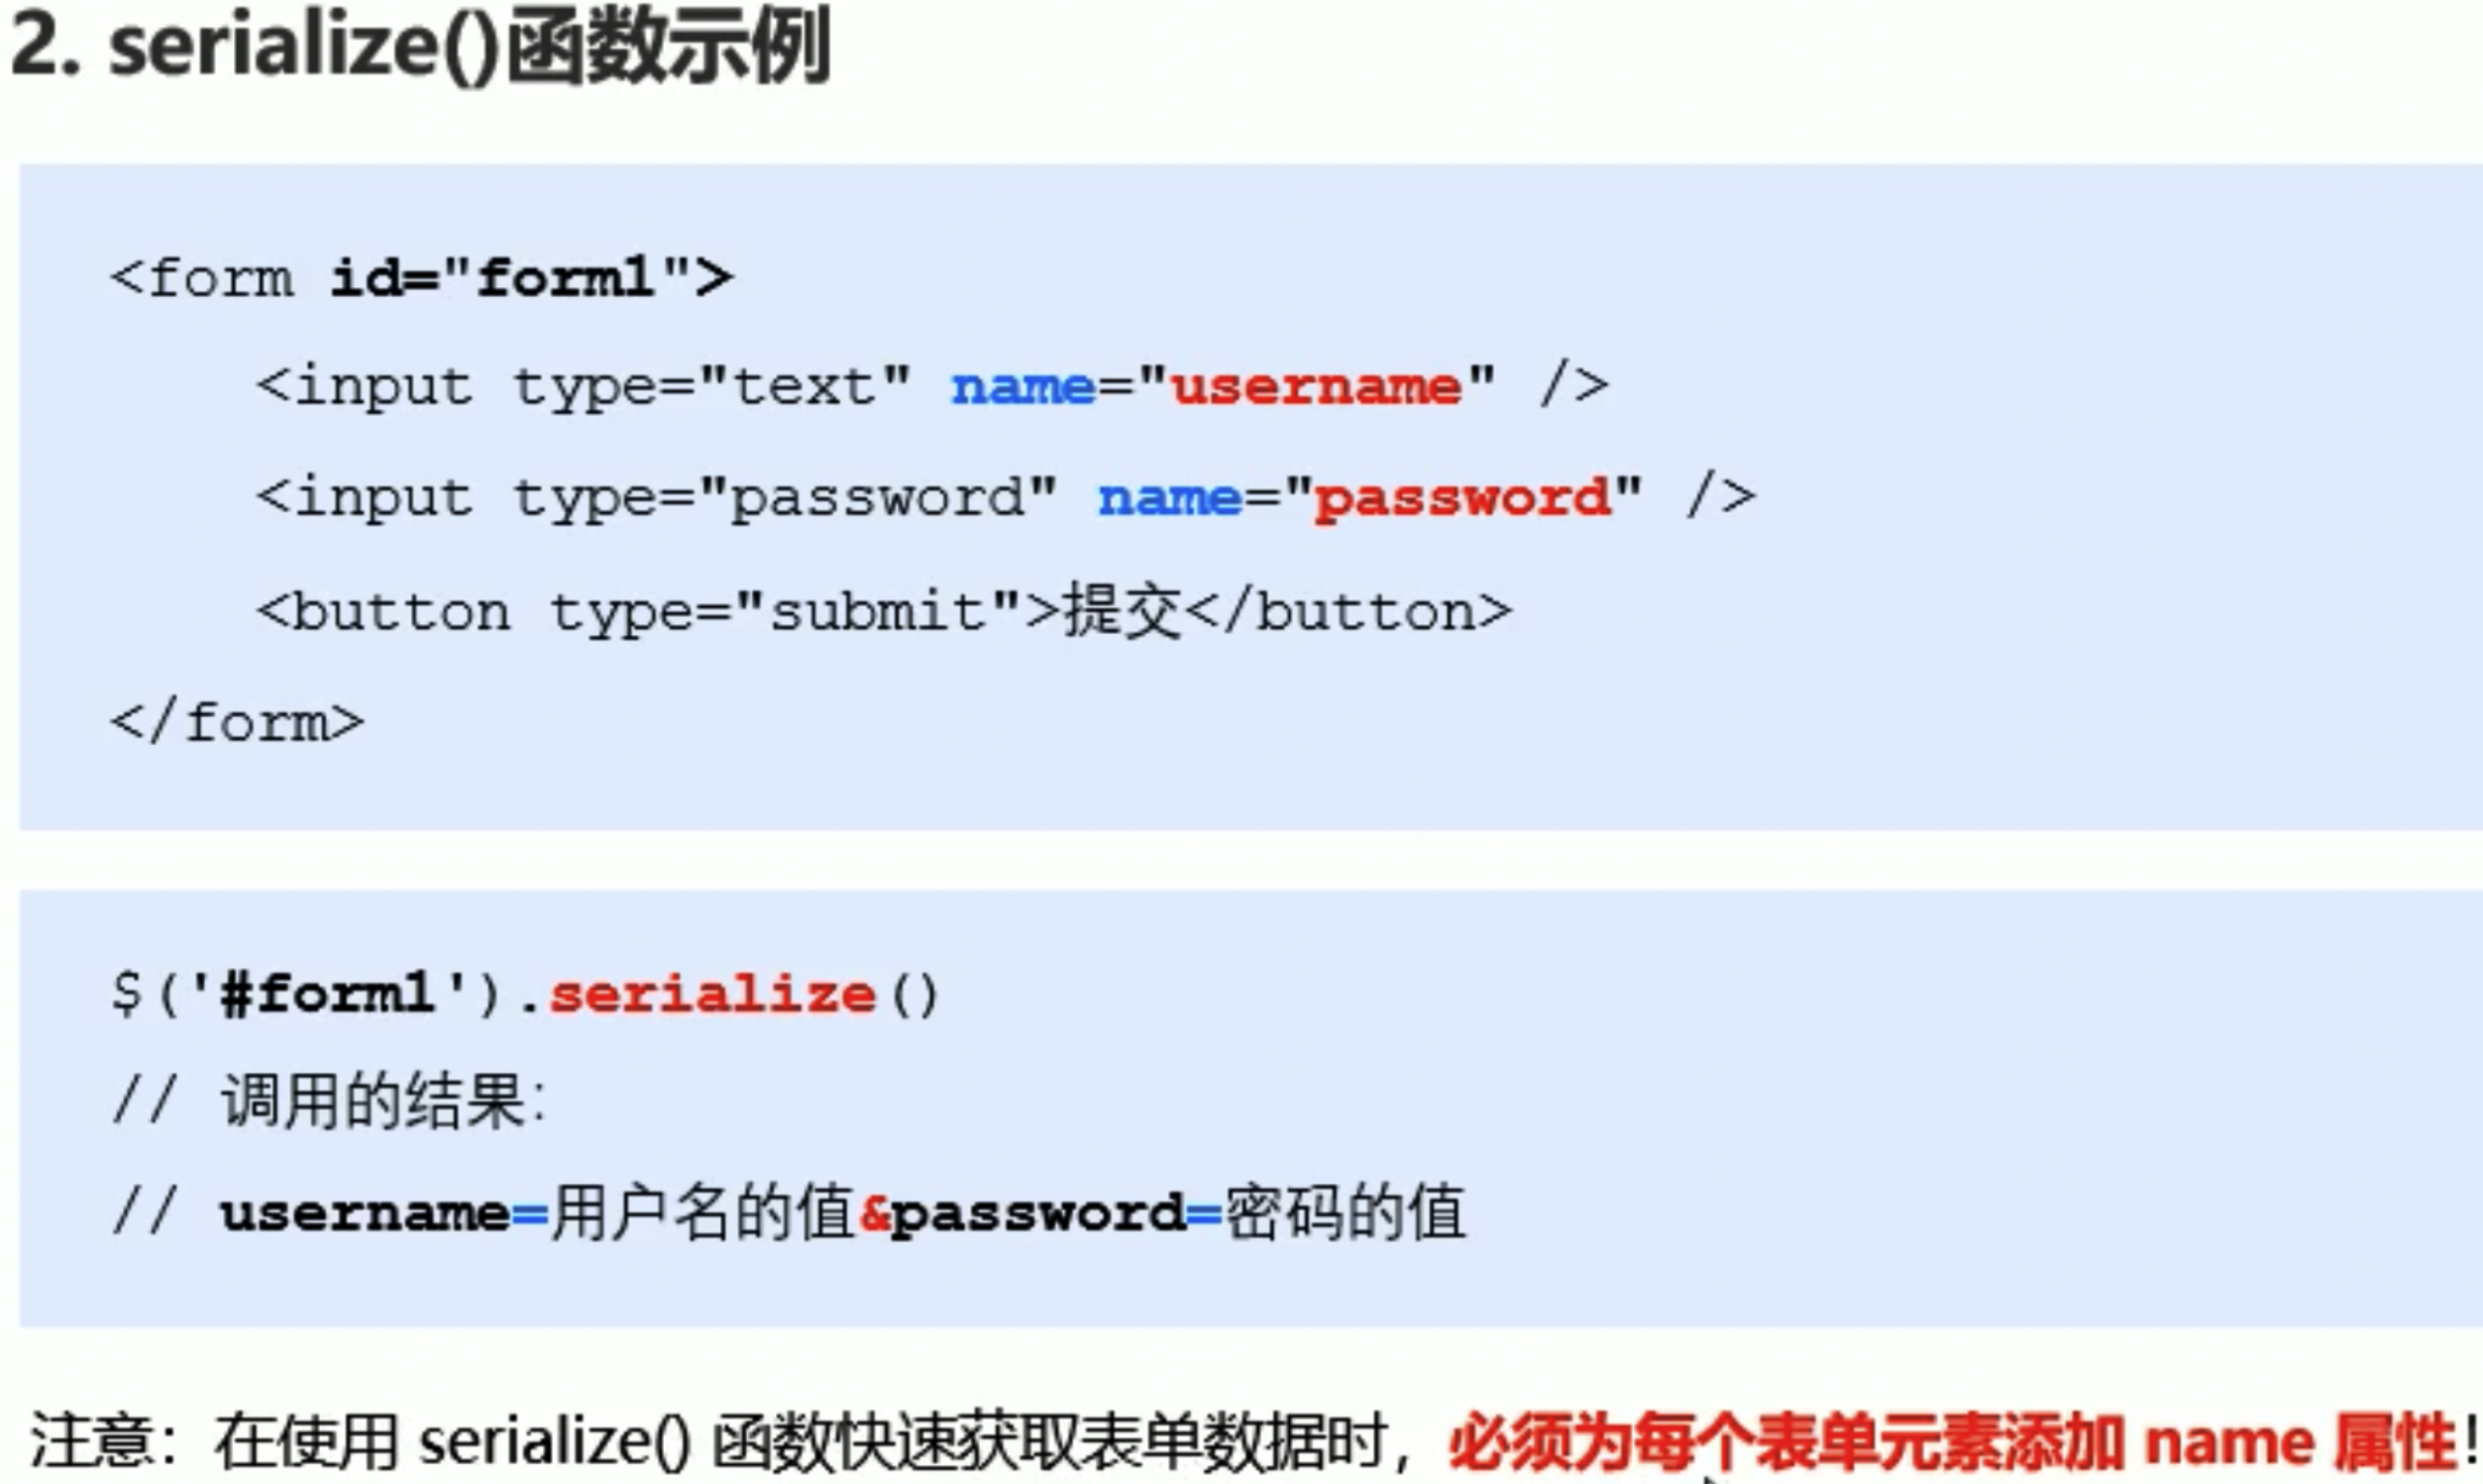 2. serialize()函数示例
<form id="form1">
<input type="text" name="username" />
<input type="password" name="password" />
<button type="submit">提交</button>
</form>
$('#form1').serialize()
// 调用的结果：
// username=用户名的值&password=密码的值
注意：在使用 serialize() 函数快速获取表单数据时，必须为每个表单元素添加 name 属性！